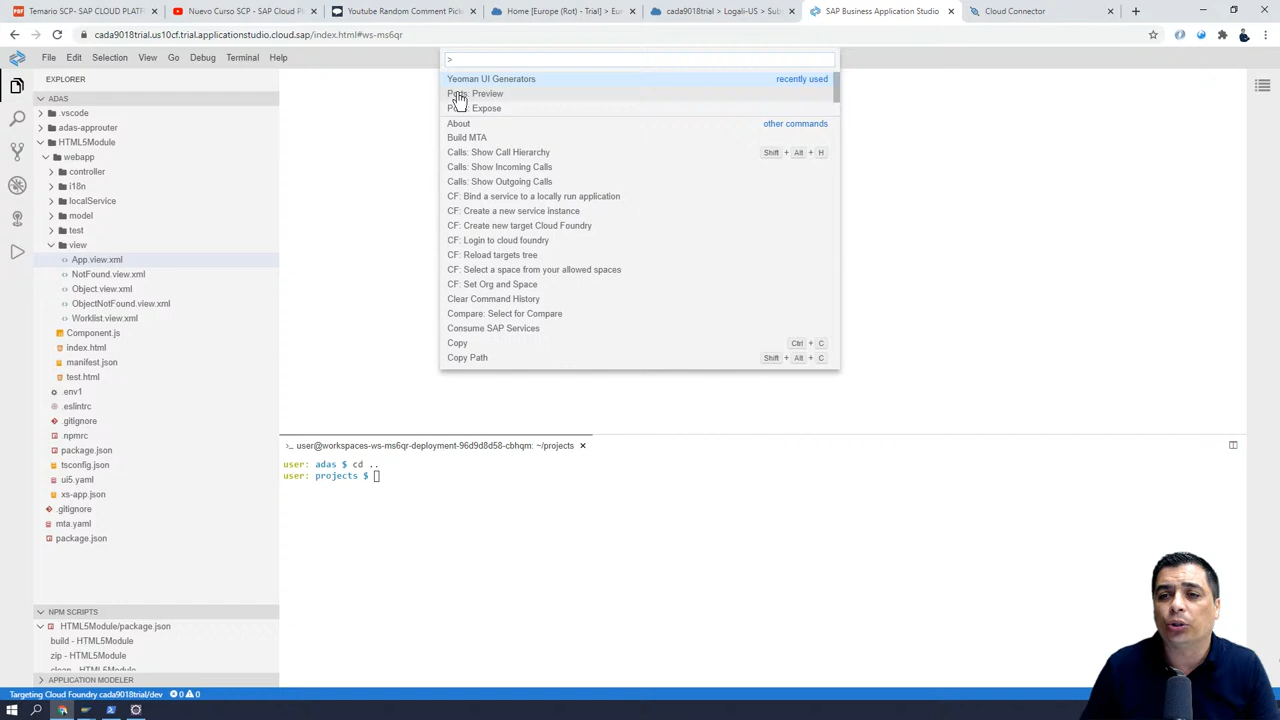 Temario SCP- SAP CLOUD PLATF
Nuevo Curso SCP - SAP Cloud Pl
Youtube Random Comment Pick
Home [Europe (Rot) - Trial] > Eu
cada9018trial > Logali-US > Sub
SAP Business Application Studio
Cloud Connector
cada9018trial.us10cf.trial.applicationstudio.cloud.sap/index.html#ws-ms6qr
File Edit Selection View Go Debug Terminal Help
EXPLORER
ADAS
.vscode
adas-approuter
HTML5Module
webapp
controller
i18n
localService
model
test
view
App.view.xml
NotFound.view.xml
Object.view.xml
ObjectNotFound.view.xml
Worklist.view.xml
Component.js
index.html
manifest.json
test.html
.env1
.eslintrc
.gitignore
.npmrc
package.json
tsconfig.json
ui5.yaml
xs-app.json
.gitignore
mta.yaml
package.json
NPM SCRIPTS
HTML5Module/package.json
build - HTML5Module
zip - HTML5Module
clean - HTML5Module
APPLICATION MODELER
>
Yeoman UI Generators recently used
Preview
Expose
About other commands
Build MTA
Calls: Show Call Hierarchy Shift + Alt + H
Calls: Show Incoming Calls
Calls: Show Outgoing Calls
CF: Bind a service to a locally run application
CF: Create a new service instance
CF: Create new target Cloud Foundry
CF: Login to cloud foundry
CF: Reload targets tree
CF: Select a space from your allowed spaces
CF: Set Org and Space
Clear Command History
Compare: Select for Compare
Consume SAP Services
Copy Ctrl + C
Copy Path Shift + Alt + C
>_ user@workspaces-ws-ms6qr-deployment-96d9d8d58-cbhqm: ~/projects
user: adas $ cd ..
user: projects $
Targeting Cloud Foundry cada9018trial/dev 0 0